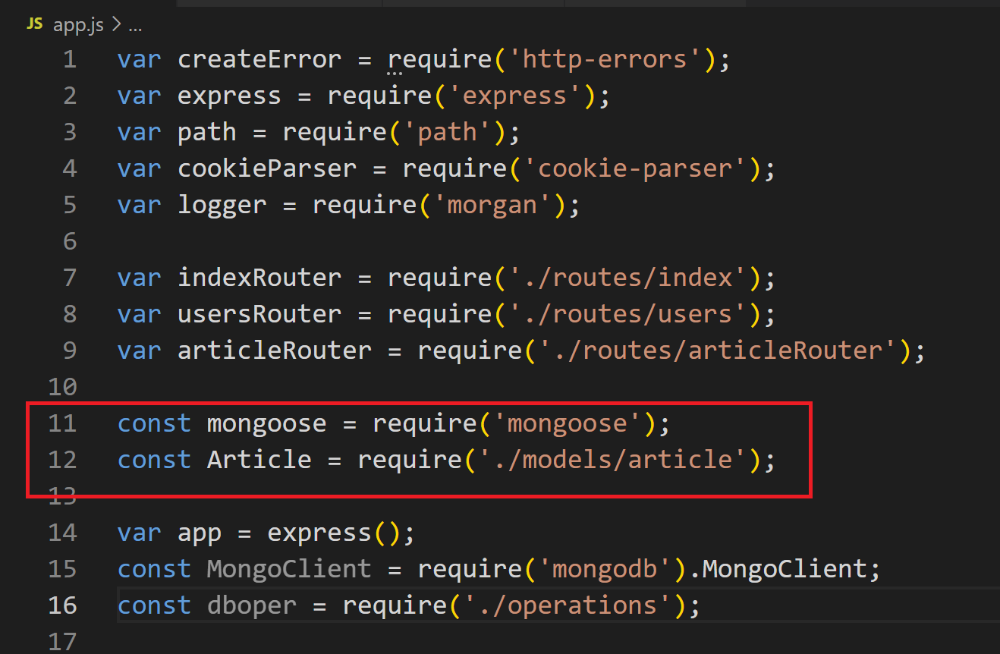 JS app.js > ...
1 var createError = require('http-errors');
2 var express = require('express');
3 var path = require('path');
4 var cookieParser = require('cookie-parser');
5 var logger = require('morgan');
6
7 var indexRouter = require('./routes/index');
8 var usersRouter = require('./routes/users');
9 var articleRouter = require('./routes/articleRouter');
10
11 const mongoose = require('mongoose');
12 const Article = require('./models/article');
13
14 var app = express();
15 const MongoClient = require('mongodb').MongoClient;
16 const dboper = require('./operations');
17